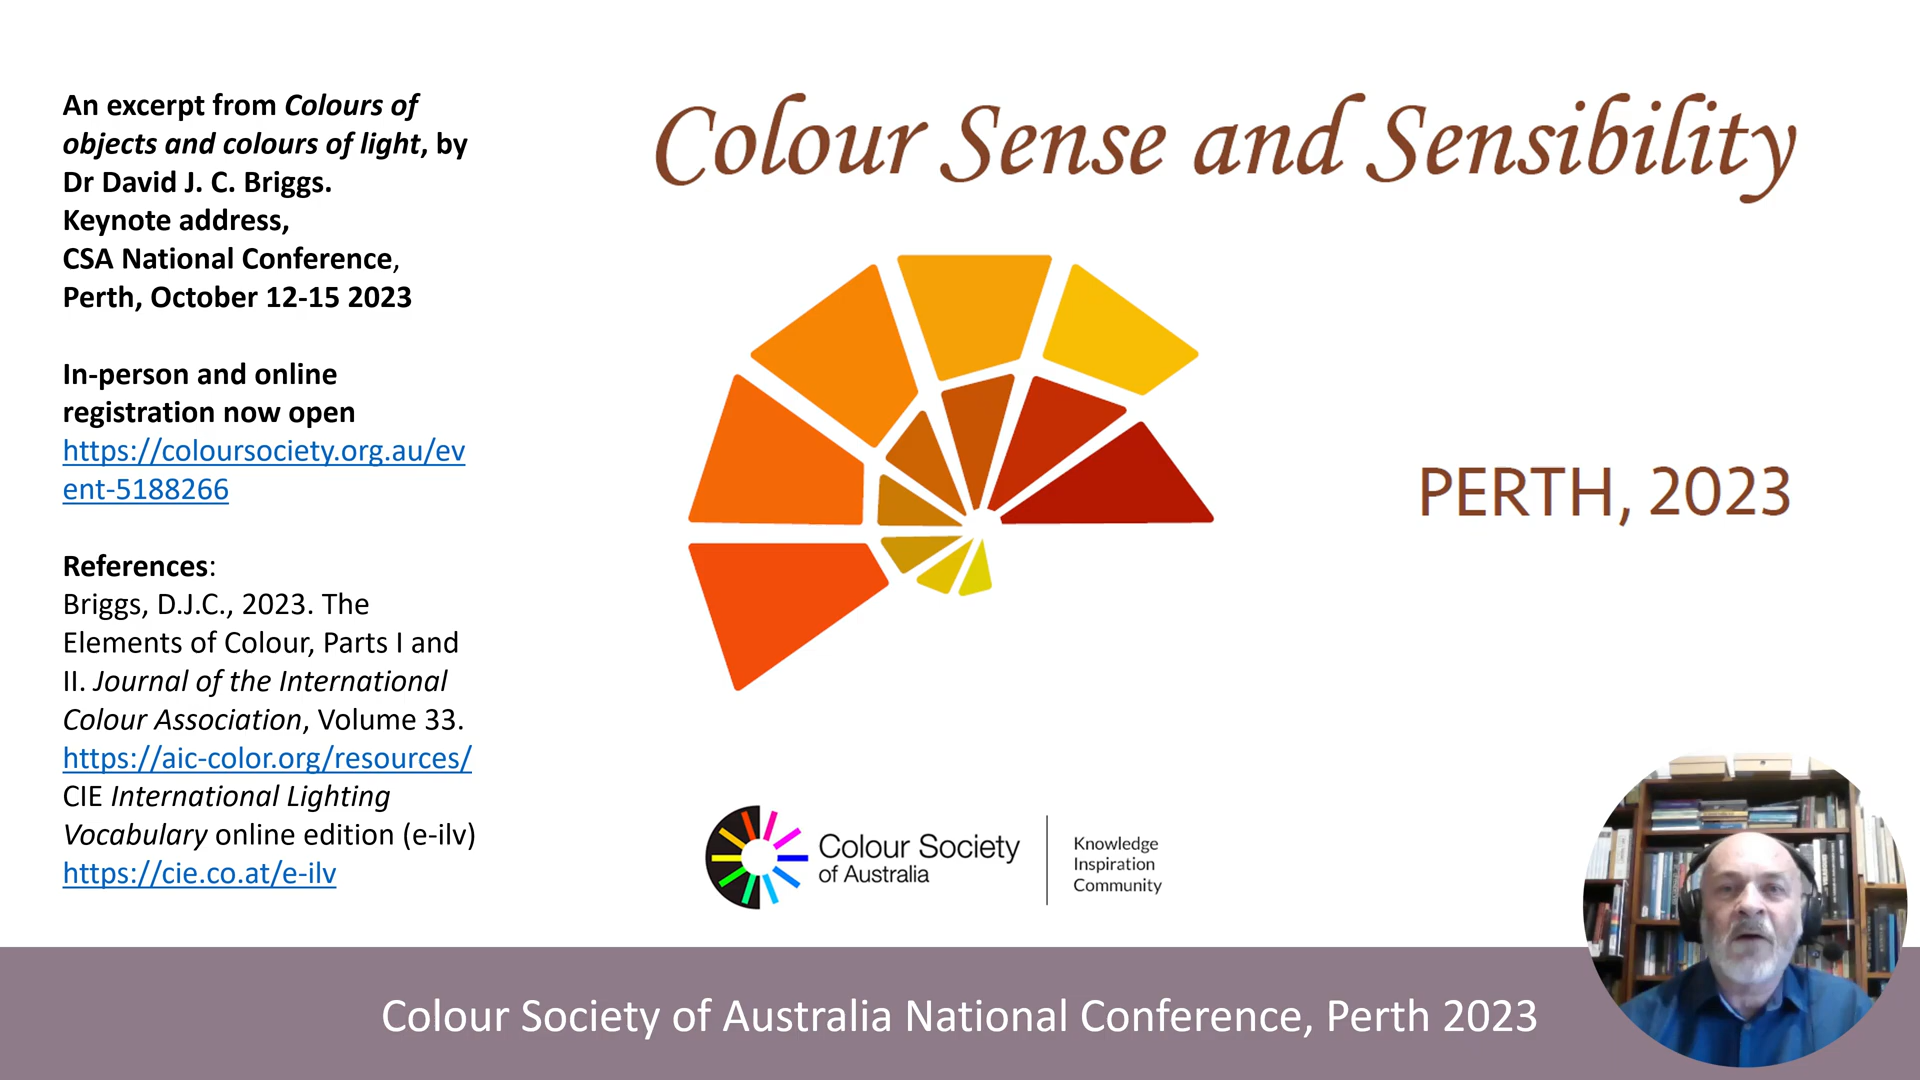 An excerpt from Colours of
objects and colours of light, by
Dr David J. C. Briggs.
Keynote address,
CSA National Conference,
Perth, October 12-15 2023
In-person and online
registration now open
https://coloursociety.org.au/ev
ent-5188266
References:
Briggs, D.J.C., 2023. The
Elements of Colour, Parts I and
II. Journal of the International
Colour Association, Volume 33.
https://aic-color.org/resources/
CIE International Lighting
Vocabulary online edition (e-ilv)
https://cie.co.at/e-ilv
Colour Sense and Sensibility
PERTH, 2023
Colour Society
of Australia
Knowledge
Inspiration
Community
Colour Society of Australia National Conference, Perth 2023